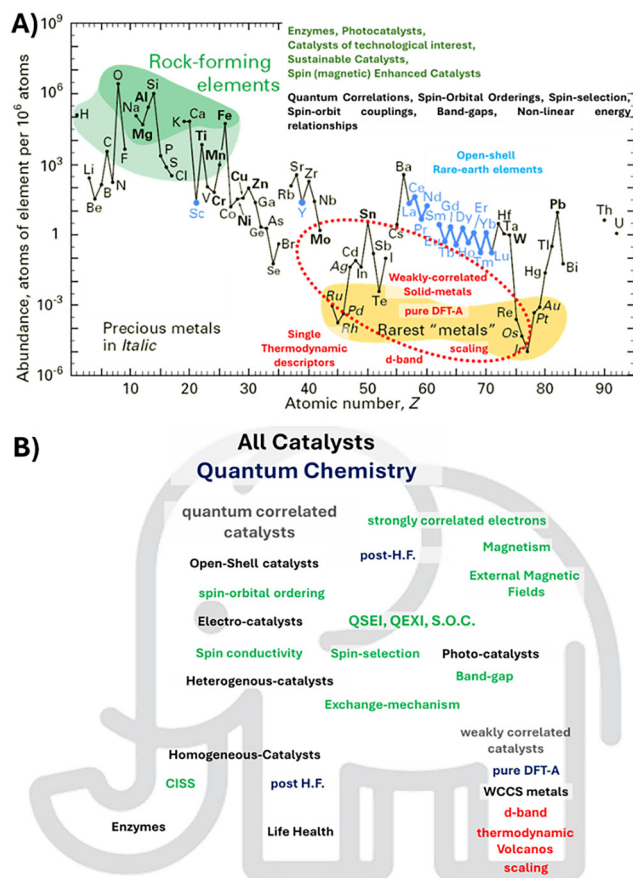 A)
Enzymes, Photocatalysts,
Catalysts of technological interest,
Sustainable Catalysts,
Spin (magnetic) Enhanced Catalysts
Quantum Correlations, Spin-Orbital Orderings, Spin-selection,
Spin-orbit couplings, Band-gaps, Non-linear energy
relationships
Abundance, atoms of element per 10⁶ atoms
10⁹
10⁶
10³
1
10⁻³
10⁻⁶
Rock-forming
elements
H
Li
Be
B
C
N
O
F
Na
Mg
Al
Si
P
S
Cl
K
Ca
Sc
Ti
V
Cr
Mn
Fe
Co
Ni
Cu
Zn
Ga
Ge
As
Se
Br
Rb
Sr
Y
Zr
Nb
Mo
Ru
Rh
Pd
Ag
Cd
In
Sn
Sb
Te
I
Cs
Ba
Open-shell
Rare-earth elements
La
Ce
Pr
Nd
Sm
Gd
Tb
Dy
Ho
Er
Tm
Yb
Lu
Hf
Ta
W
Re
Os
Ir
Pt
Au
Hg
Tl
Pb
Bi
Th
U
Weakly-correlated
Solid-metals
pure DFT-A
Rarest “metals”
Single
Thermodynamic
descriptors
scaling
d-band
Precious metals
in Italic
0
10
20
30
40
50
60
70
80
90
Atomic number, Z
B)
All Catalysts
Quantum Chemistry
quantum correlated
catalysts
strongly correlated electrons
Open-Shell catalysts
post-H.F.
Magnetism
External Magnetic
Fields
spin-orbital ordering
Electro-catalysts
QSEI, QEXI, S.O.C.
Spin conductivity
Spin-selection
Photo-catalysts
Band-gap
Heterogenous-catalysts
Exchange-mechanism
weakly correlated
catalysts
Homogeneous-Catalysts
pure DFT-A
CISS
post H.F.
WCCS metals
d-band
Enzymes
Life Health
thermodynamic
Volcanos
scaling